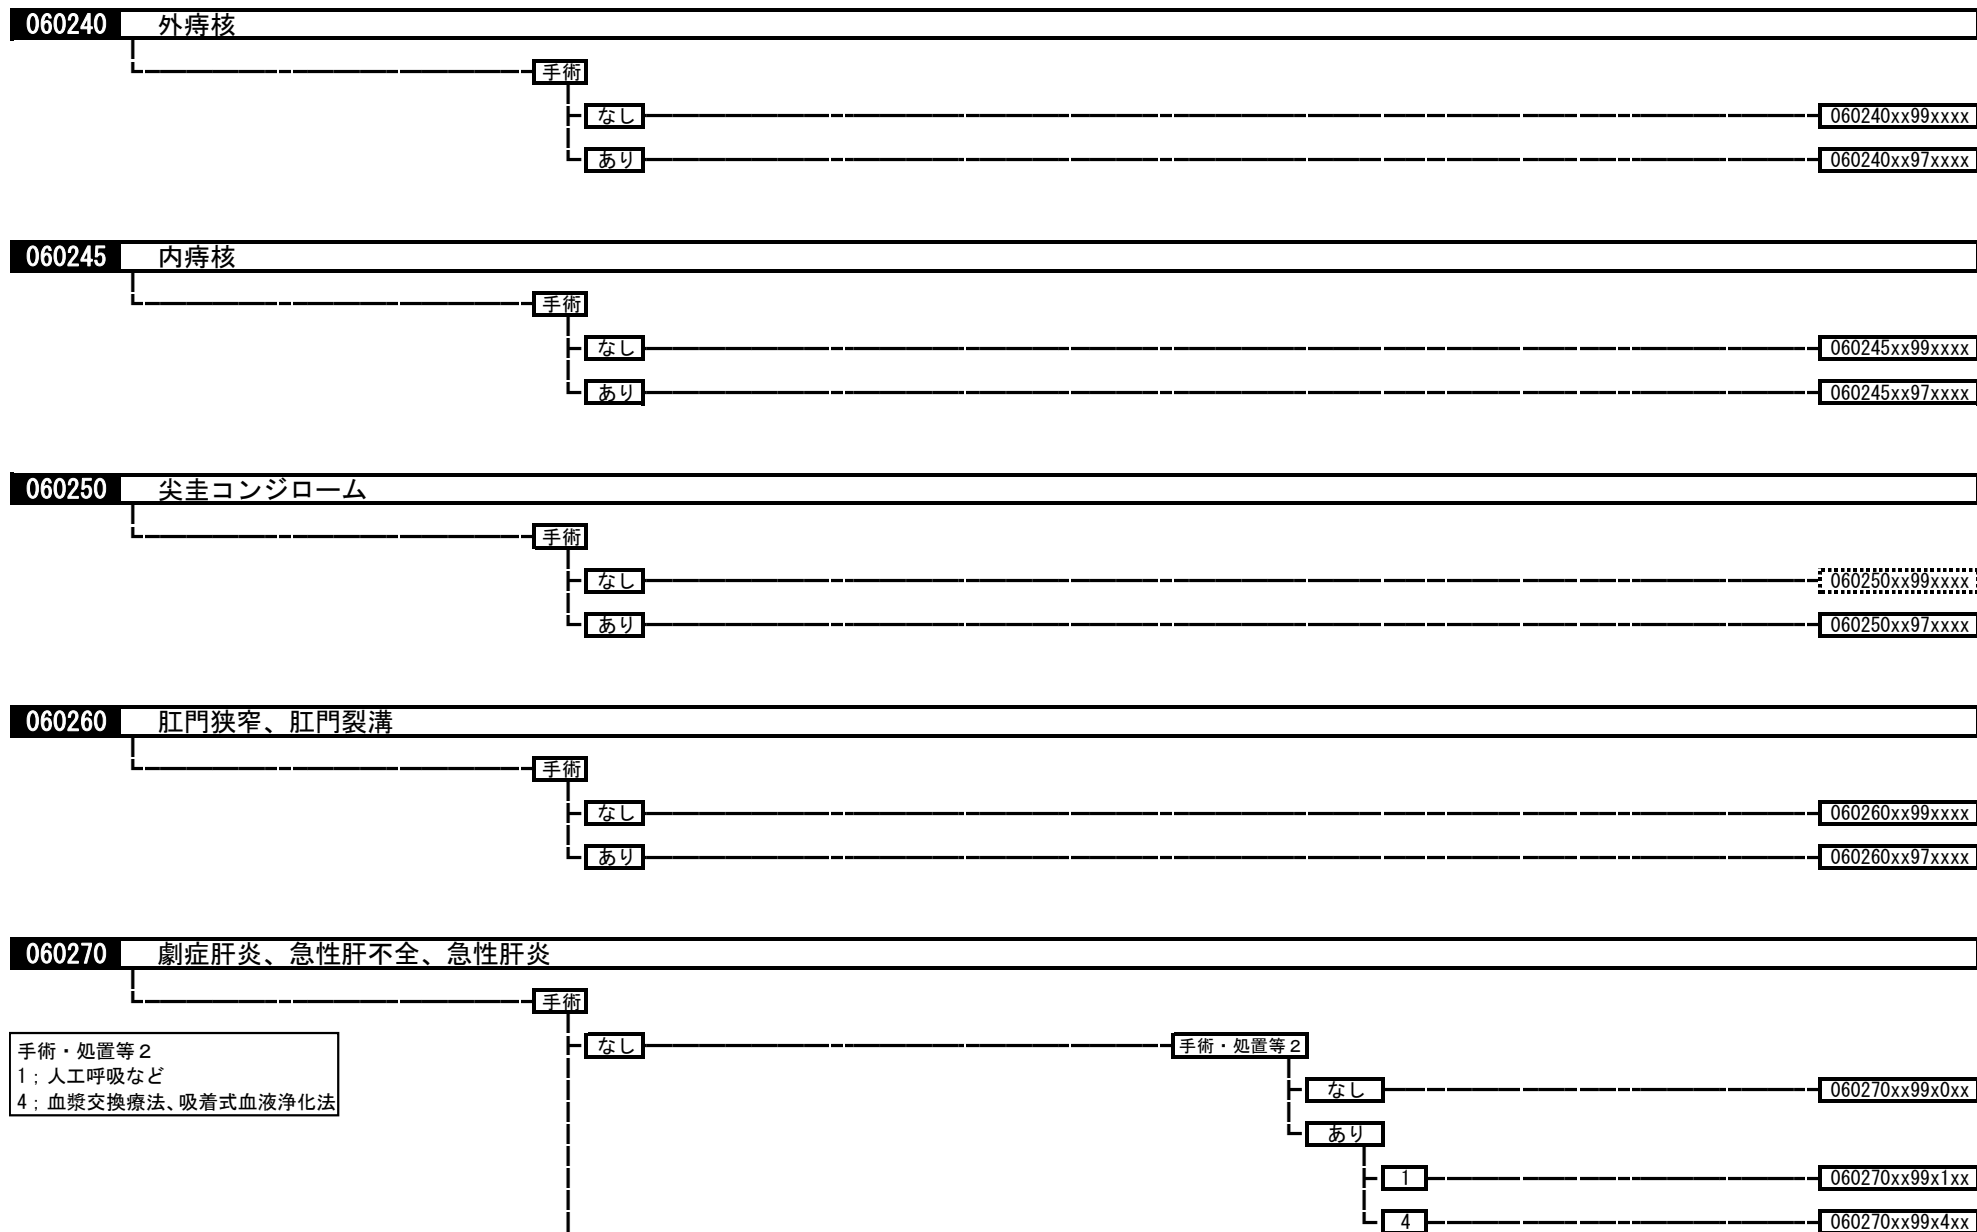 060240 外痔核
手術
なし 060240xx99xxxx
あり 060240xx97xxxx
060245 内痔核
手術
なし 060245xx99xxxx
あり 060245xx97xxxx
060250 尖圭コンジローム
手術
なし 060250xx99xxxx
あり 060250xx97xxxx
060260 肛門狭窄、肛門裂溝
手術
なし 060260xx99xxxx
あり 060260xx97xxxx
060270 劇症肝炎、急性肝不全、急性肝炎
手術
手術・処置等２
1；人工呼吸など
4；血漿交換療法、吸着式血液浄化法
なし 手術・処置等２
なし 060270xx99x0xx
あり
1 060270xx99x1xx
4 060270xx99x4xx